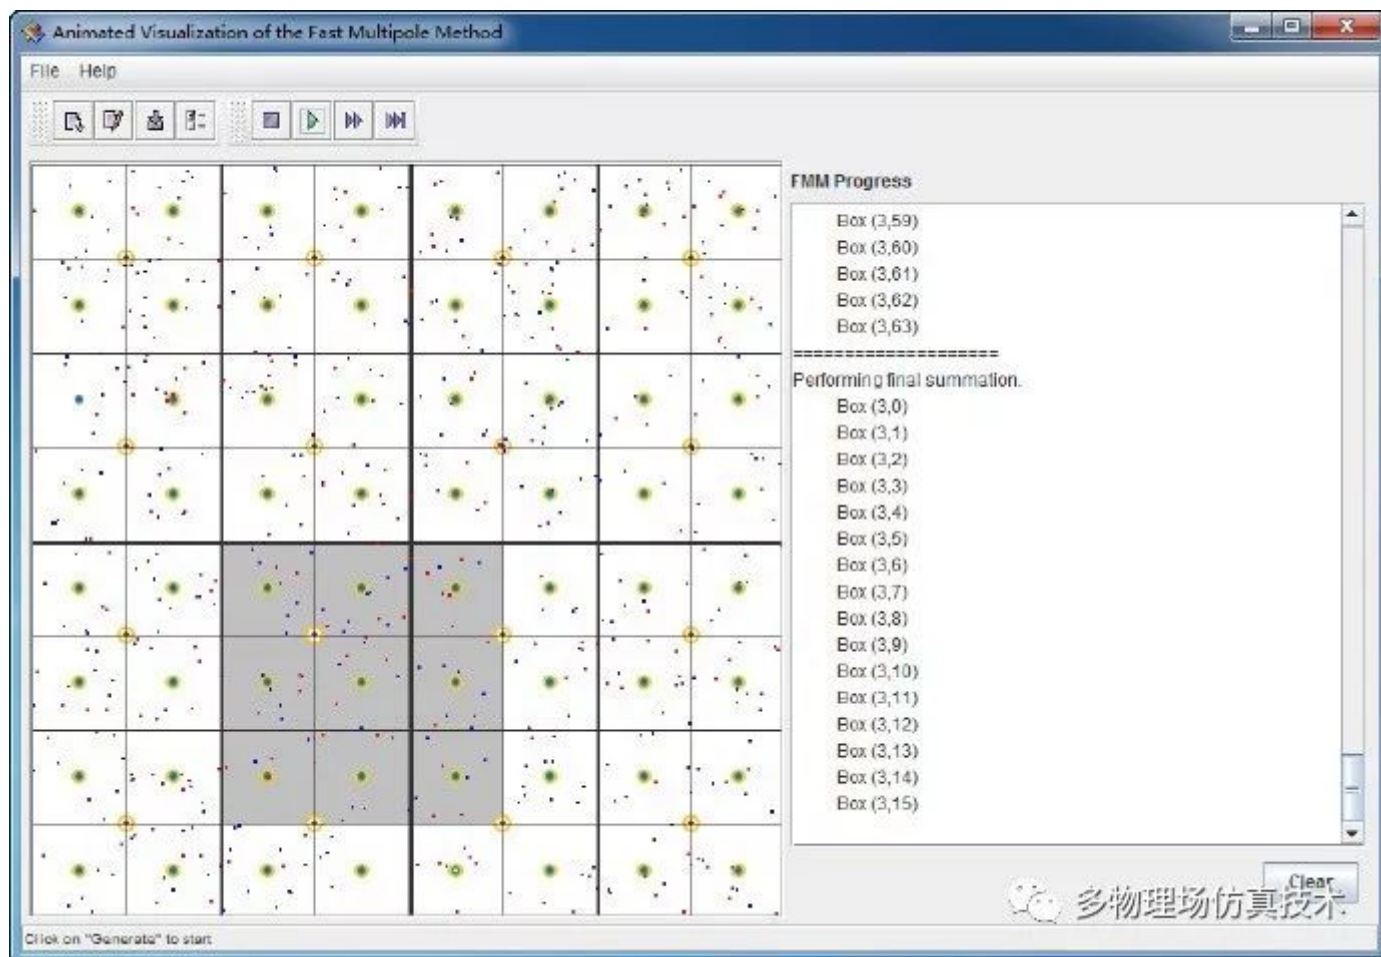 Animated Visualization of the Fast Multipole Method
File Help
FMM Progress
Box (3,59)
Box (3,60)
Box (3,61)
Box (3,62)
Box (3,63)
====================
Performing final summation.
Box (3,0)
Box (3,1)
Box (3,2)
Box (3,3)
Box (3,4)
Box (3,5)
Box (3,6)
Box (3,7)
Box (3,8)
Box (3,9)
Box (3,10)
Box (3,11)
Box (3,12)
Box (3,13)
Box (3,14)
Box (3,15)
Clear
多物理场仿真技术
Click on "Generate" to start